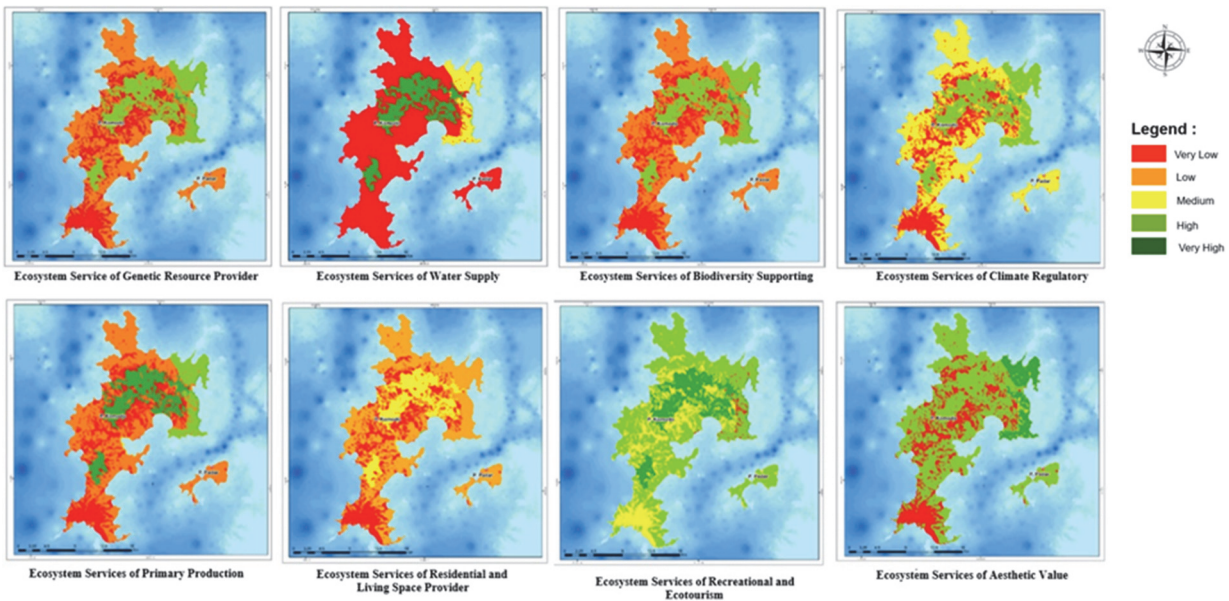 Legend :
Very Low
Low
Medium
High
Very High
Ecosystem Service of Genetic Resource Provider
Ecosystem Services of Water Supply
Ecosystem Services of Biodiversity Supporting
Ecosystem Services of Climate Regulatory
Ecosystem Services of Primary Production
Ecosystem Services of Residential and
Living Space Provider
Ecosystem Services of Recreational and
Ecotourism
Ecosystem Services of Aesthetic Value